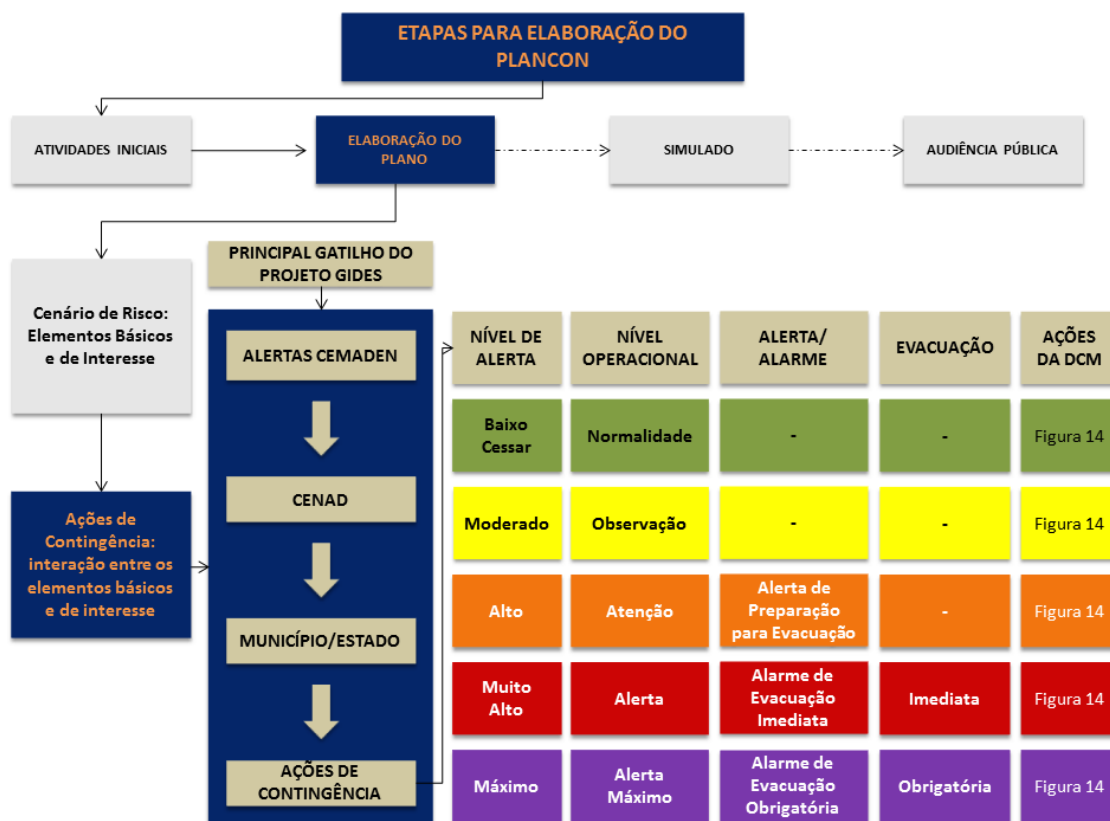 ETAPAS PARA ELABORAÇÃO DO
PLANCON
ATIVIDADES INICIAIS
ELABORAÇÃO DO
PLANO
SIMULADO
AUDIÊNCIA PÚBLICA
Cenário de Risco:
Elementos Básicos
e de Interesse
Ações de
Contingência:
interação entre os
elementos básicos
e de interesse
PRINCIPAL GATILHO DO
PROJETO GIDES
ALERTAS CEMADEN
CENAD
MUNICÍPIO/ESTADO
AÇÕES DE
CONTINGÊNCIA
NÍVEL DE
ALERTA
NÍVEL
OPERACIONAL
ALERTA/
ALARME
EVACUAÇÃO
AÇÕES
DA DCM
Baixo
Cessar
Normalidade
-
-
Figura 14
Moderado
Observação
-
-
Figura 14
Alto
Atenção
Alerta de
Preparação
para Evacuação
-
Figura 14
Muito
Alto
Alerta
Alarme de
Evacuação
Imediata
Imediata
Figura 14
Máximo
Alerta
Máximo
Alarme de
Evacuação
Obrigatória
Obrigatória
Figura 14